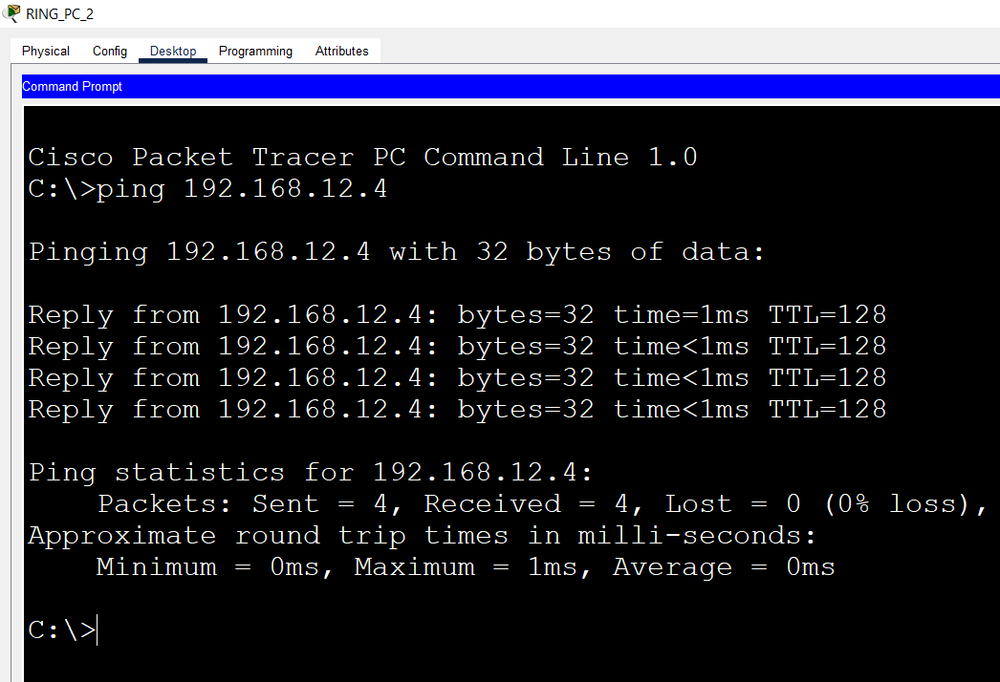 RING_PC_2
Physical Config Desktop Programming Attributes
Command Prompt
Cisco Packet Tracer PC Command Line 1.0
C:\>ping 192.168.12.4
Pinging 192.168.12.4 with 32 bytes of data:
Reply from 192.168.12.4: bytes=32 time=1ms TTL=128
Reply from 192.168.12.4: bytes=32 time<1ms TTL=128
Reply from 192.168.12.4: bytes=32 time<1ms TTL=128
Reply from 192.168.12.4: bytes=32 time<1ms TTL=128
Ping statistics for 192.168.12.4:
Packets: Sent = 4, Received = 4, Lost = 0 (0% loss),
Approximate round trip times in milli-seconds:
Minimum = 0ms, Maximum = 1ms, Average = 0ms
C:\>